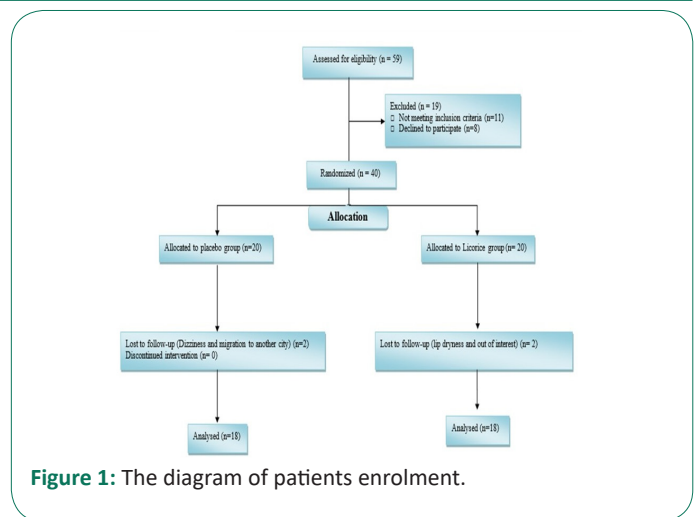 Assessed for eligibility (n = 59)
Excluded (n = 19)
▯ Not meeting inclusion criteria (n=11)
▯ Declined to participate (n=8)
Randomized (n = 40)
Allocation
Allocated to placebo group (n=20)
Allocated to Licorice group (n= 20)
Lost to follow-up (Dizziness and migration to another city) (n=2)
Discontinued intervention (n= 0)
Lost to follow-up (lip dryness and out of interest) (n= 2)
Analysed (n=18)
Analysed (n=18)
Figure 1: The diagram of patients enrolment.